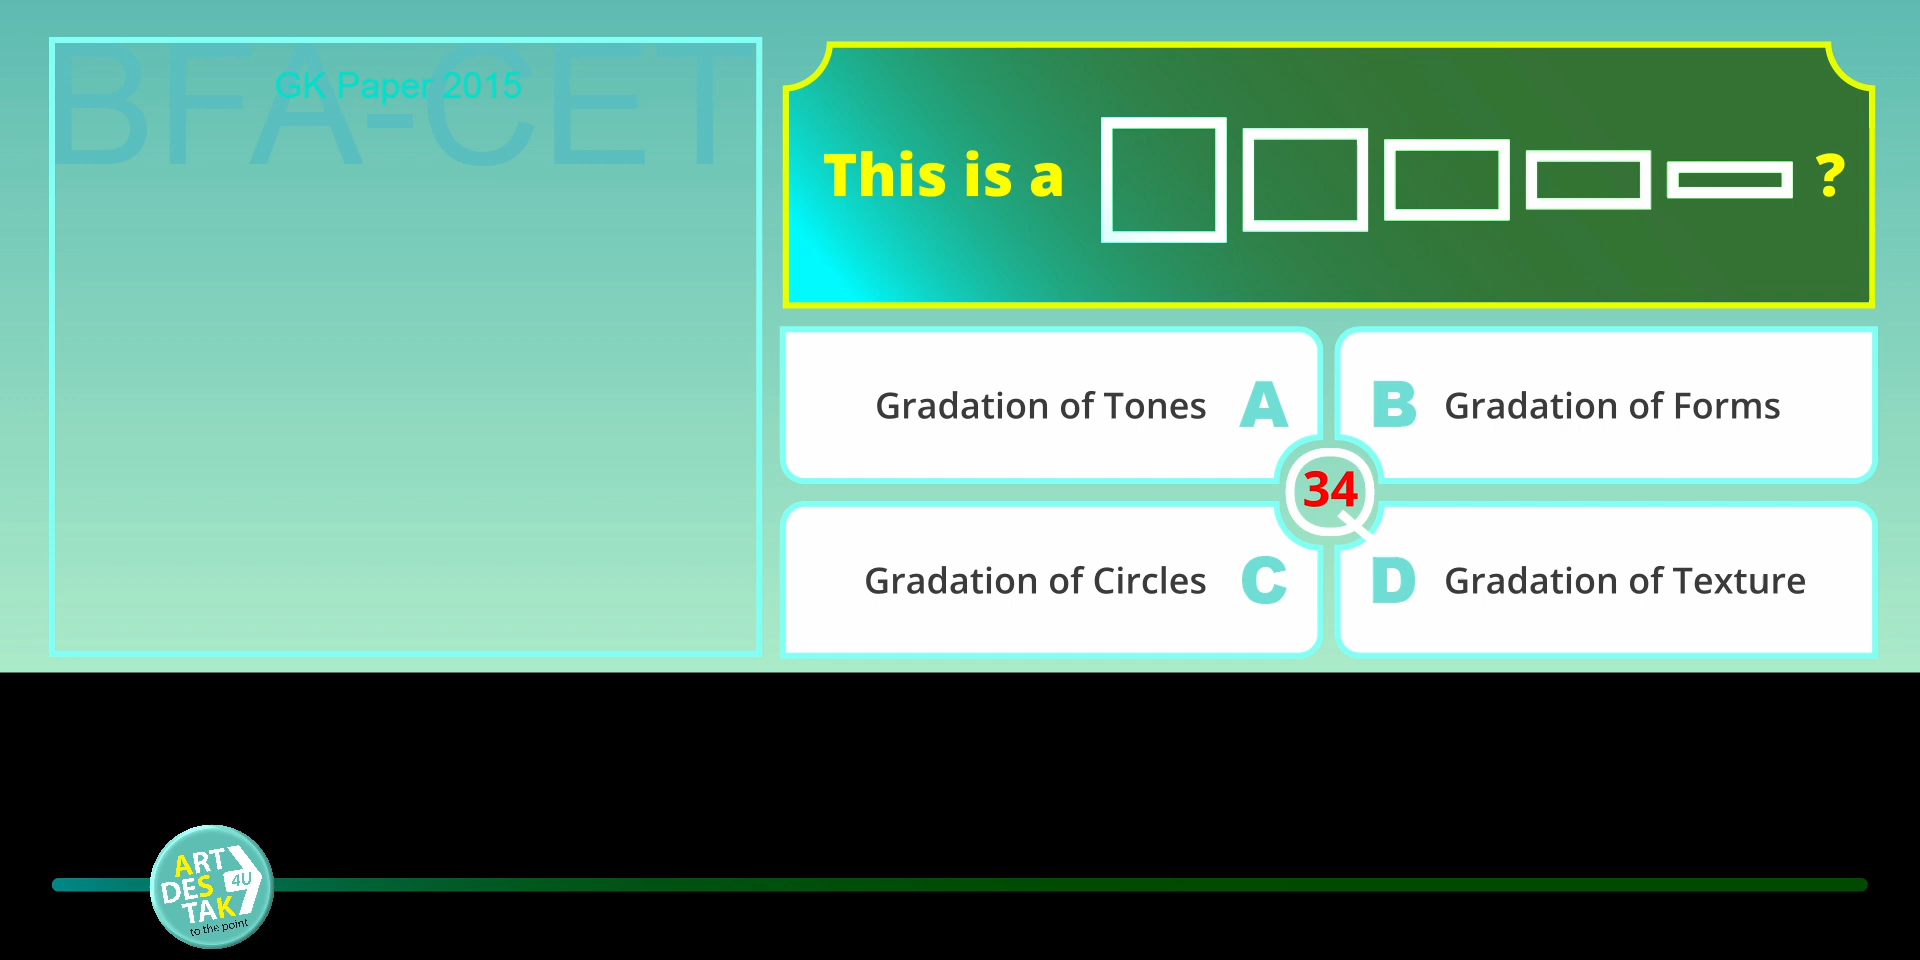 BFA-CET
GK Paper 2015
This is a ?
Gradation of Tones A
B Gradation of Forms
34
Gradation of Circles C
D Gradation of Texture
ART
DES 4U
TAK
to the point